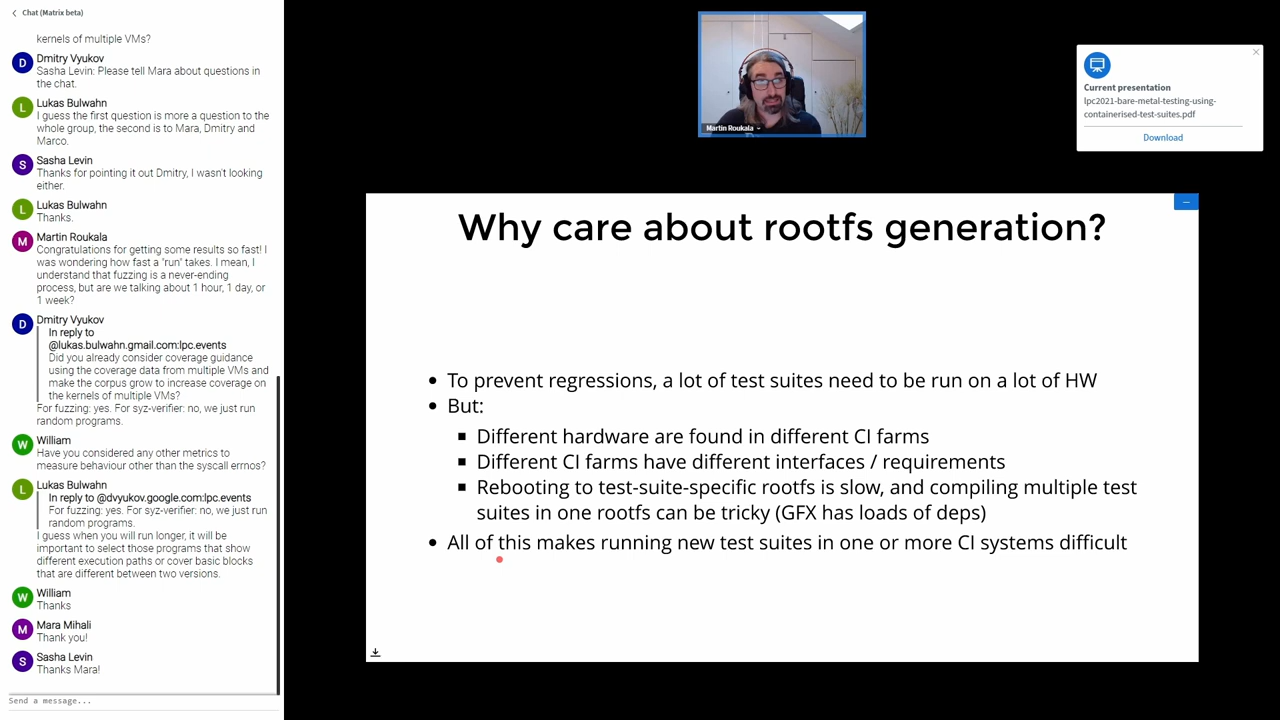 Chat (Matrix beta)
kernels of multiple VMs?
D
Dmitry Vyukov
Sasha Levin: Please tell Mara about questions in
the chat.
L
Lukas Bulwahn
I guess the first question is more a question to the
whole group, the second is to Mara, Dmitry and
Marco.
S
Sasha Levin
Thanks for pointing it out Dmitry, I wasn't looking
either.
L
Lukas Bulwahn
Thanks.
M
Martin Roukala
Congratulations for getting some results so fast! I
was wondering how fast a "run" takes. I mean, I
understand that fuzzing is a never-ending
process, but are we talking about 1 hour, 1 day, or
1 week?
D
Dmitry Vyukov
In reply to
@lukas.bulwahn.gmail.com:lpc.events
Did you already consider coverage guidance
using the coverage data from multiple VMs and
make the corpus grow to increase coverage on
the kernels of multiple VMs?
For fuzzing: yes. For syz-verifier: no, we just run
random programs.
W
William
Have you considered any other metrics to
measure behaviour other than the syscall errnos?
L
Lukas Bulwahn
In reply to @dvyukov.google.com:lpc.events
For fuzzing: yes. For syz-verifier: no, we just run
random programs.
I guess when you will run longer, it will be
important to select those programs that show
different execution paths or cover basic blocks
that are different between two versions.
W
William
Thanks
M
Mara Mihali
Thank you!
S
Sasha Levin
Thanks Mara!
Send a message...
Martin Roukala
Current presentation
lpc2021-bare-metal-testing-using-
containerised-test-suites.pdf
Download
Why care about rootfs generation?
• To prevent regressions, a lot of test suites need to be run on a lot of HW
• But:
▪ Different hardware are found in different CI farms
▪ Different CI farms have different interfaces / requirements
▪ Rebooting to test-suite-specific rootfs is slow, and compiling multiple test
suites in one rootfs can be tricky (GFX has loads of deps)
• All of this makes running new test suites in one or more CI systems difficult